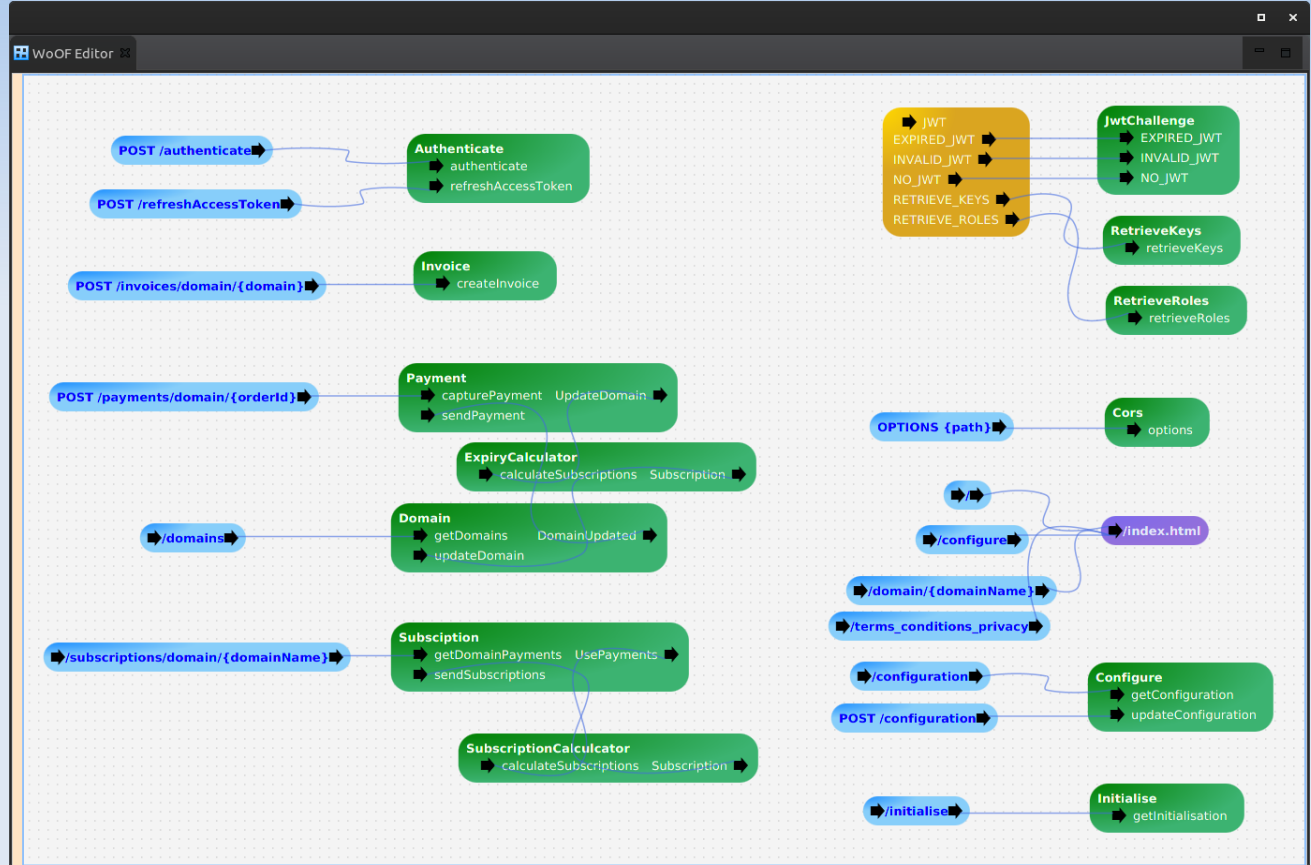 WoOF Editor
POST /authenticate
Authenticate
authenticate
refreshAccessToken
POST /refreshAccessToken
POST /invoices/domain/{domain}
Invoice
createInvoice
POST /payments/domain/{orderId}
Payment
capturePayment UpdateDomain
sendPayment
ExpiryCalculator
calculateSubscriptions Subscription
/domains
Domain
getDomains DomainUpdated
updateDomain
/subscriptions/domain/{domainName}
Subsciption
getDomainPayments UsePayments
sendSubscriptions
SubscriptionCalculcator
calculateSubscriptions Subscription
JWT
EXPIRED_JWT
INVALID_JWT
NO_JWT
RETRIEVE_KEYS
RETRIEVE_ROLES
JwtChallenge
EXPIRED_JWT
INVALID_JWT
NO_JWT
RetrieveKeys
retrieveKeys
RetrieveRoles
retrieveRoles
OPTIONS {path}
Cors
options
/
/configure
/index.html
/domain/{domainName}
/terms_conditions_privacy
/configuration
POST /configuration
Configure
getConfiguration
updateConfiguration
/initialise
Initialise
getInitialisation